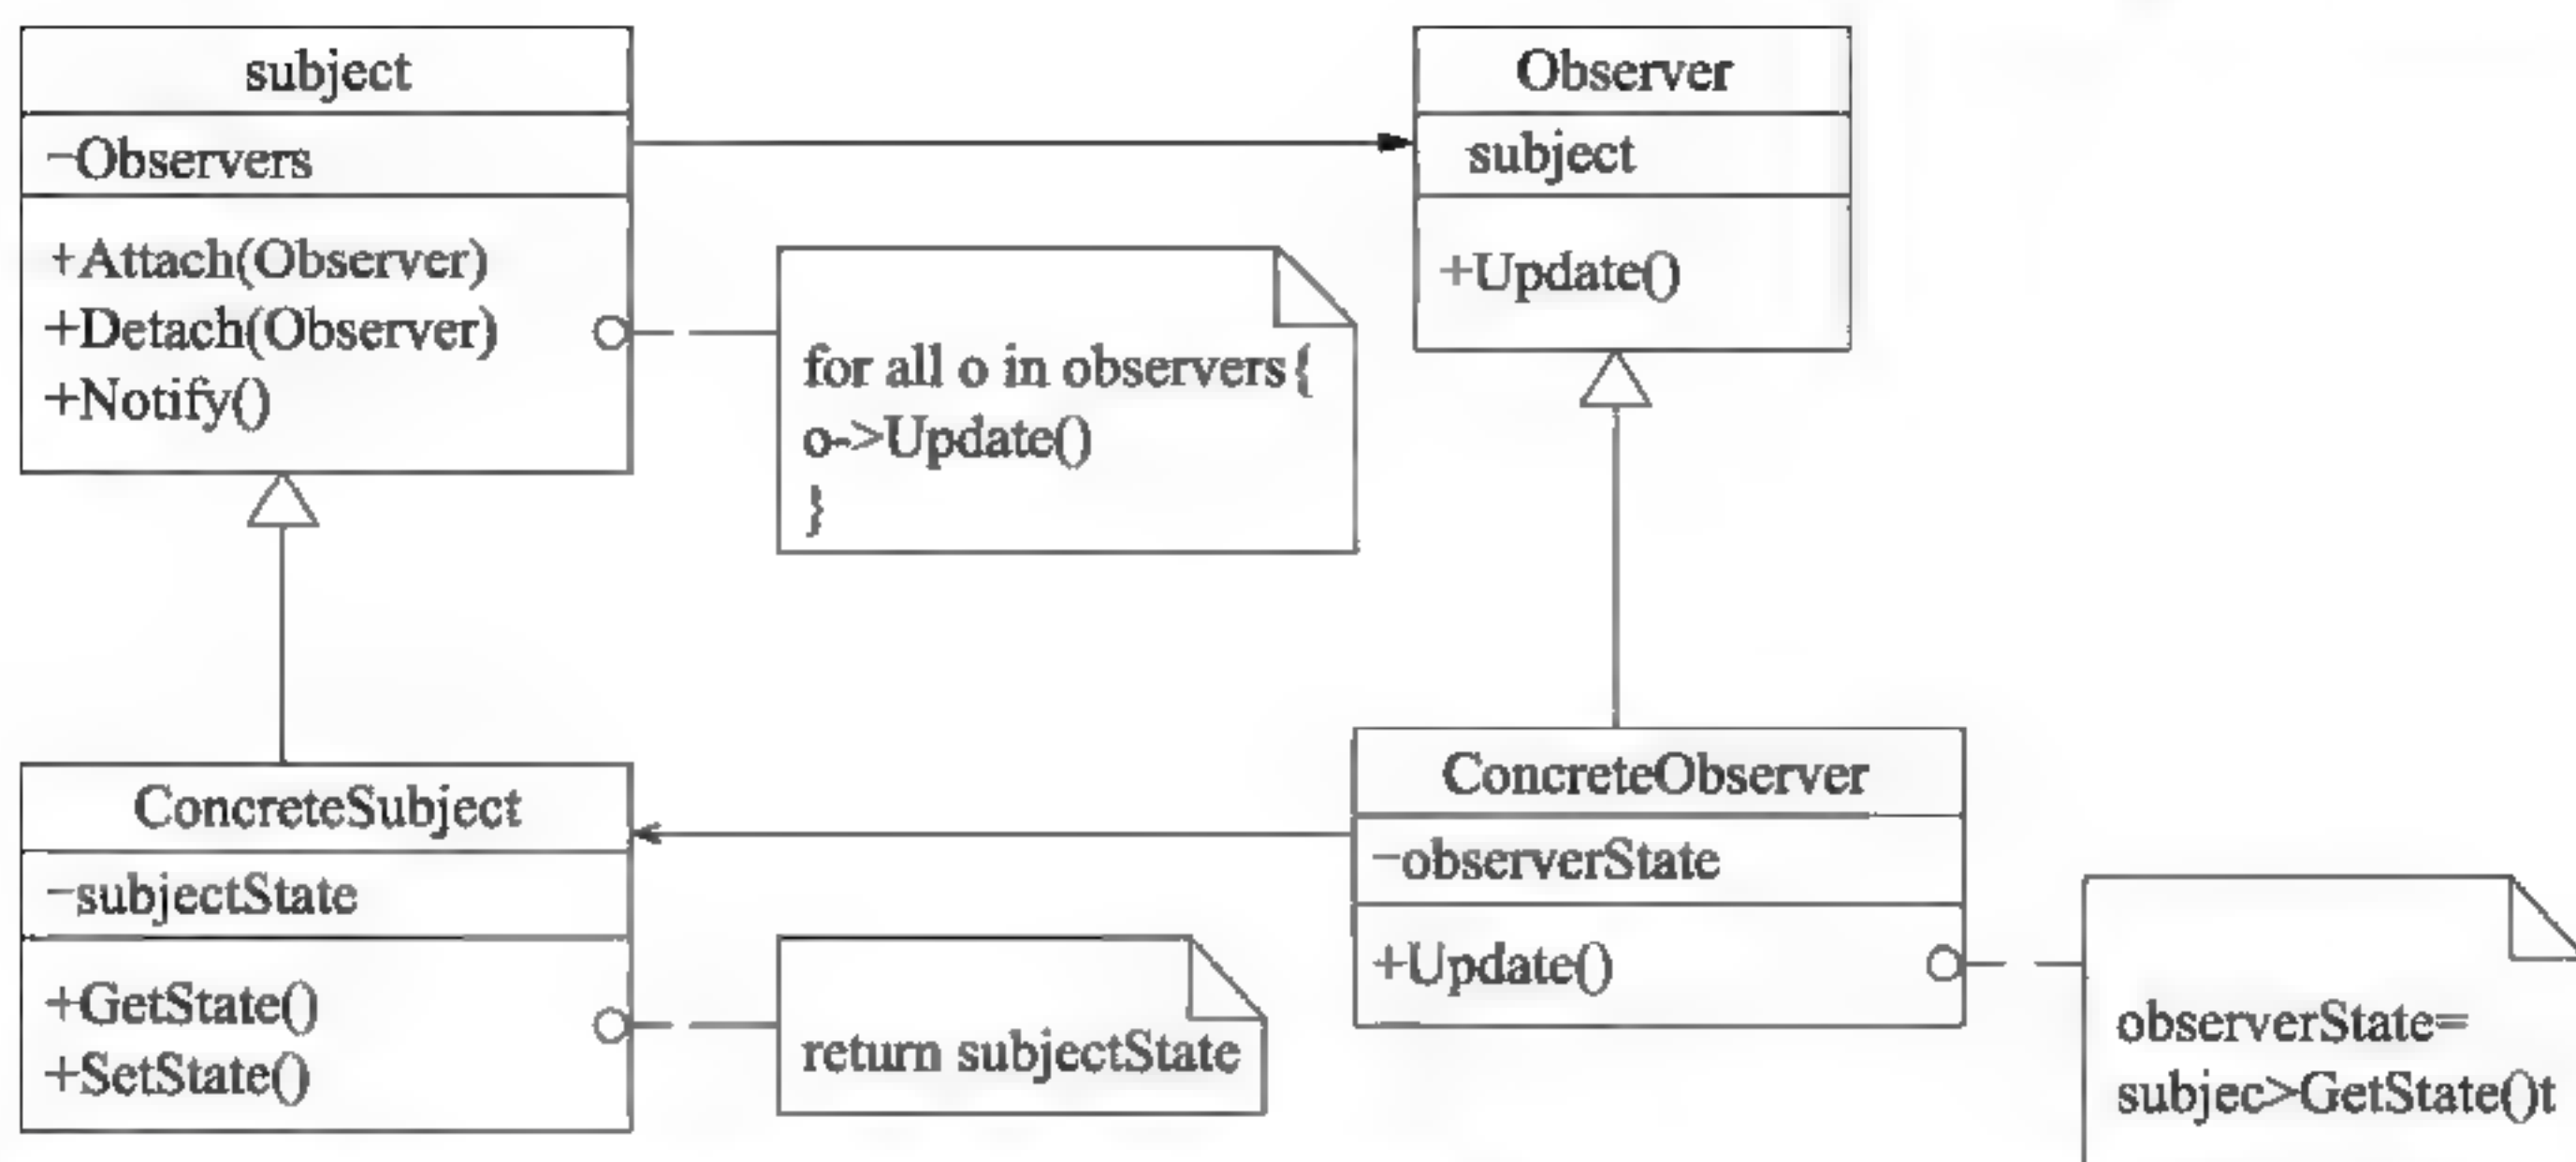 subject
-Observers
+Attach(Observer)
+Detach(Observer)
+Notify()
for all o in observers{
o->Update()
}
Observer
subject
+Update()
ConcreteSubject
-subjectState
+GetState()
+SetState()
return subjectState
ConcreteObserver
-observerState
+Update()
observerState=
subjec>GetState()t